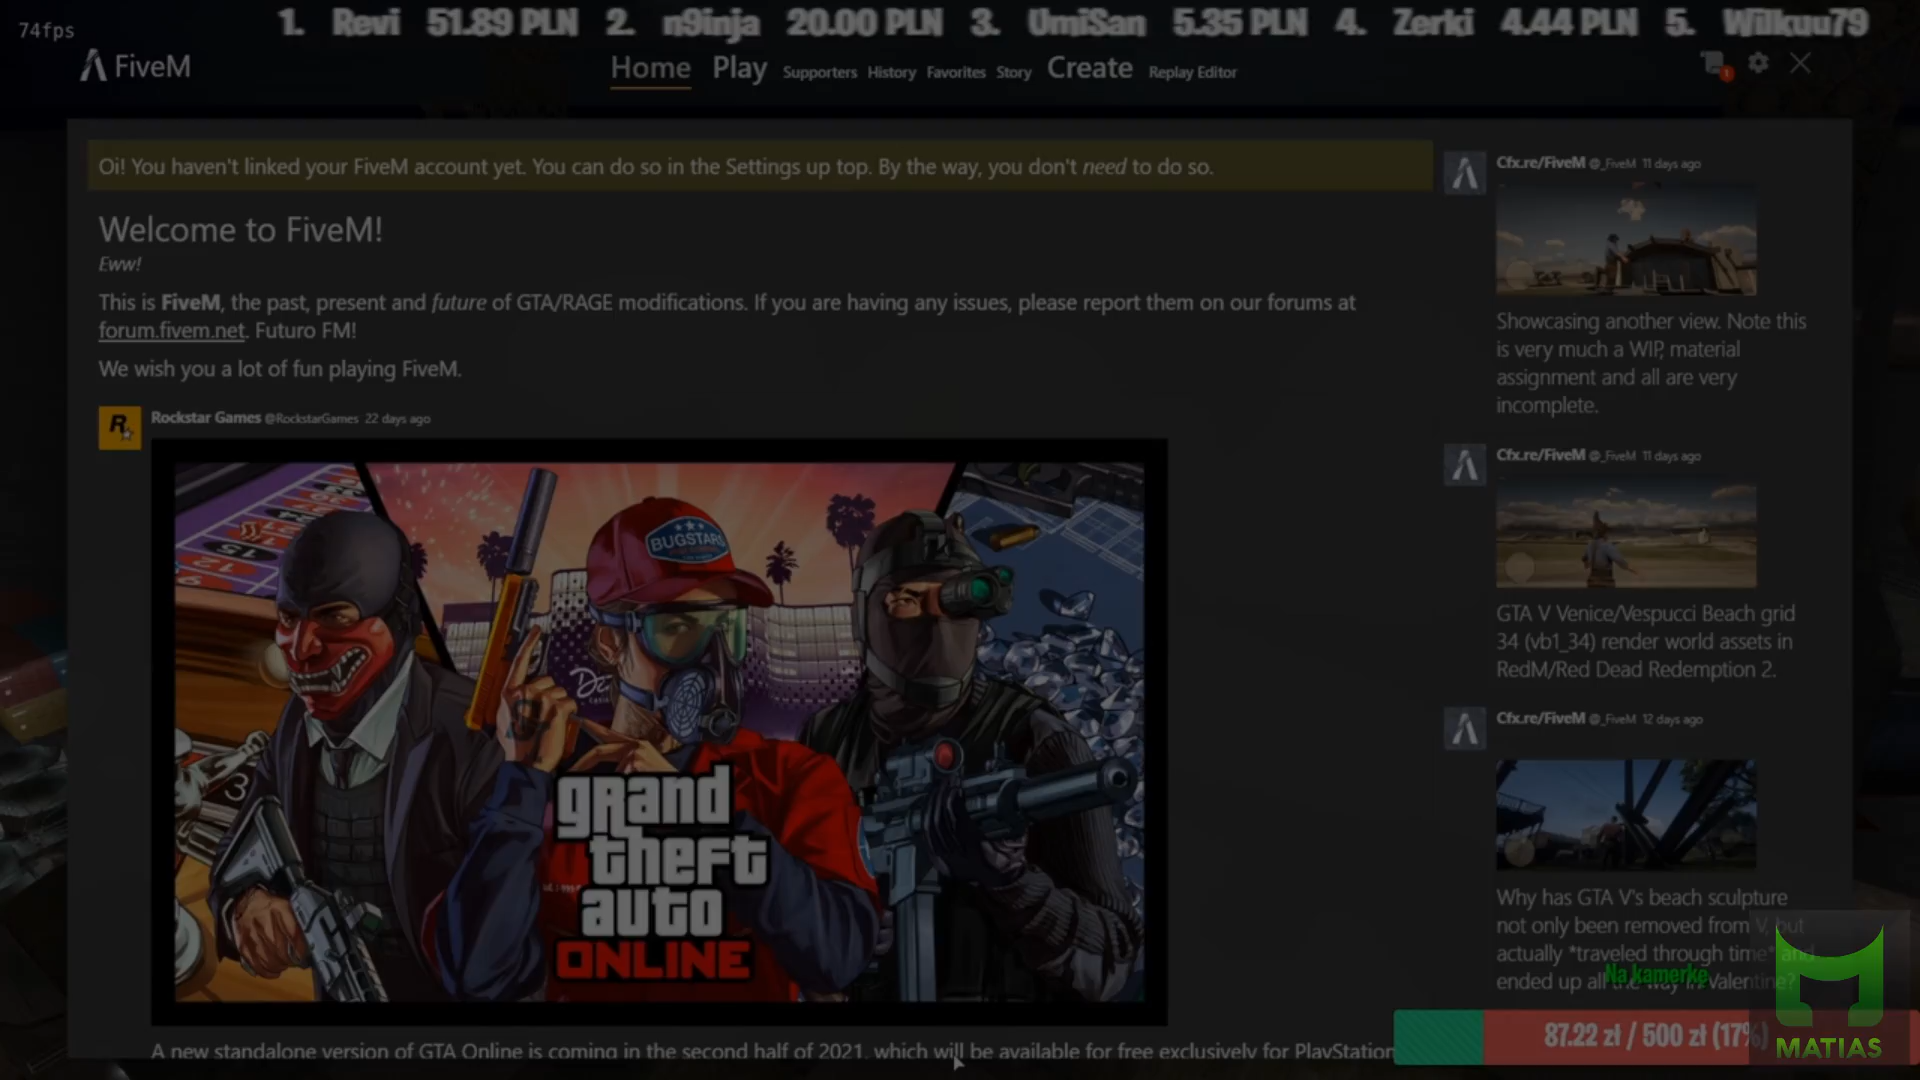 74fps
1. Revi 51.89 PLN 2. n9inja 20.00 PLN 3. UmiSan 5.35 PLN 4. Zerki 4.44 PLN 5. Wilkuu79
FiveM
Home Play Supporters History Favorites Story Create Replay Editor
1
Oi! You haven't linked your FiveM account yet. You can do so in the Settings up top. By the way, you don't need to do so.
Welcome to FiveM!
Eww!
This is FiveM, the past, present and future of GTA/RAGE modifications. If you are having any issues, please report them on our forums at
forum.fivem.net. Futuro FM!
We wish you a lot of fun playing FiveM.
Rockstar Games @RockstarGames 22 days ago
BUGSTARS
grand
theft
auto
ONLINE
A new standalone version of GTA Online is coming in the second half of 2021, which will be available for free exclusively for PlayStation
Cfx.re/FiveM @_FiveM 11 days ago
Showcasing another view. Note this
is very much a WIP, material
assignment and all are very
incomplete.
Cfx.re/FiveM @_FiveM 11 days ago
GTA V Venice/Vespucci Beach grid
34 (vb1_34) render world assets in
RedM/Red Dead Redemption 2.
Cfx.re/FiveM @_FiveM 12 days ago
Why has GTA V's beach sculpture
not only been removed from V, but
actually *traveled through time* and
ended up all the way in Valentine?
Na kamerkę
87.22 zł / 500 zł (17%)
MATIAS